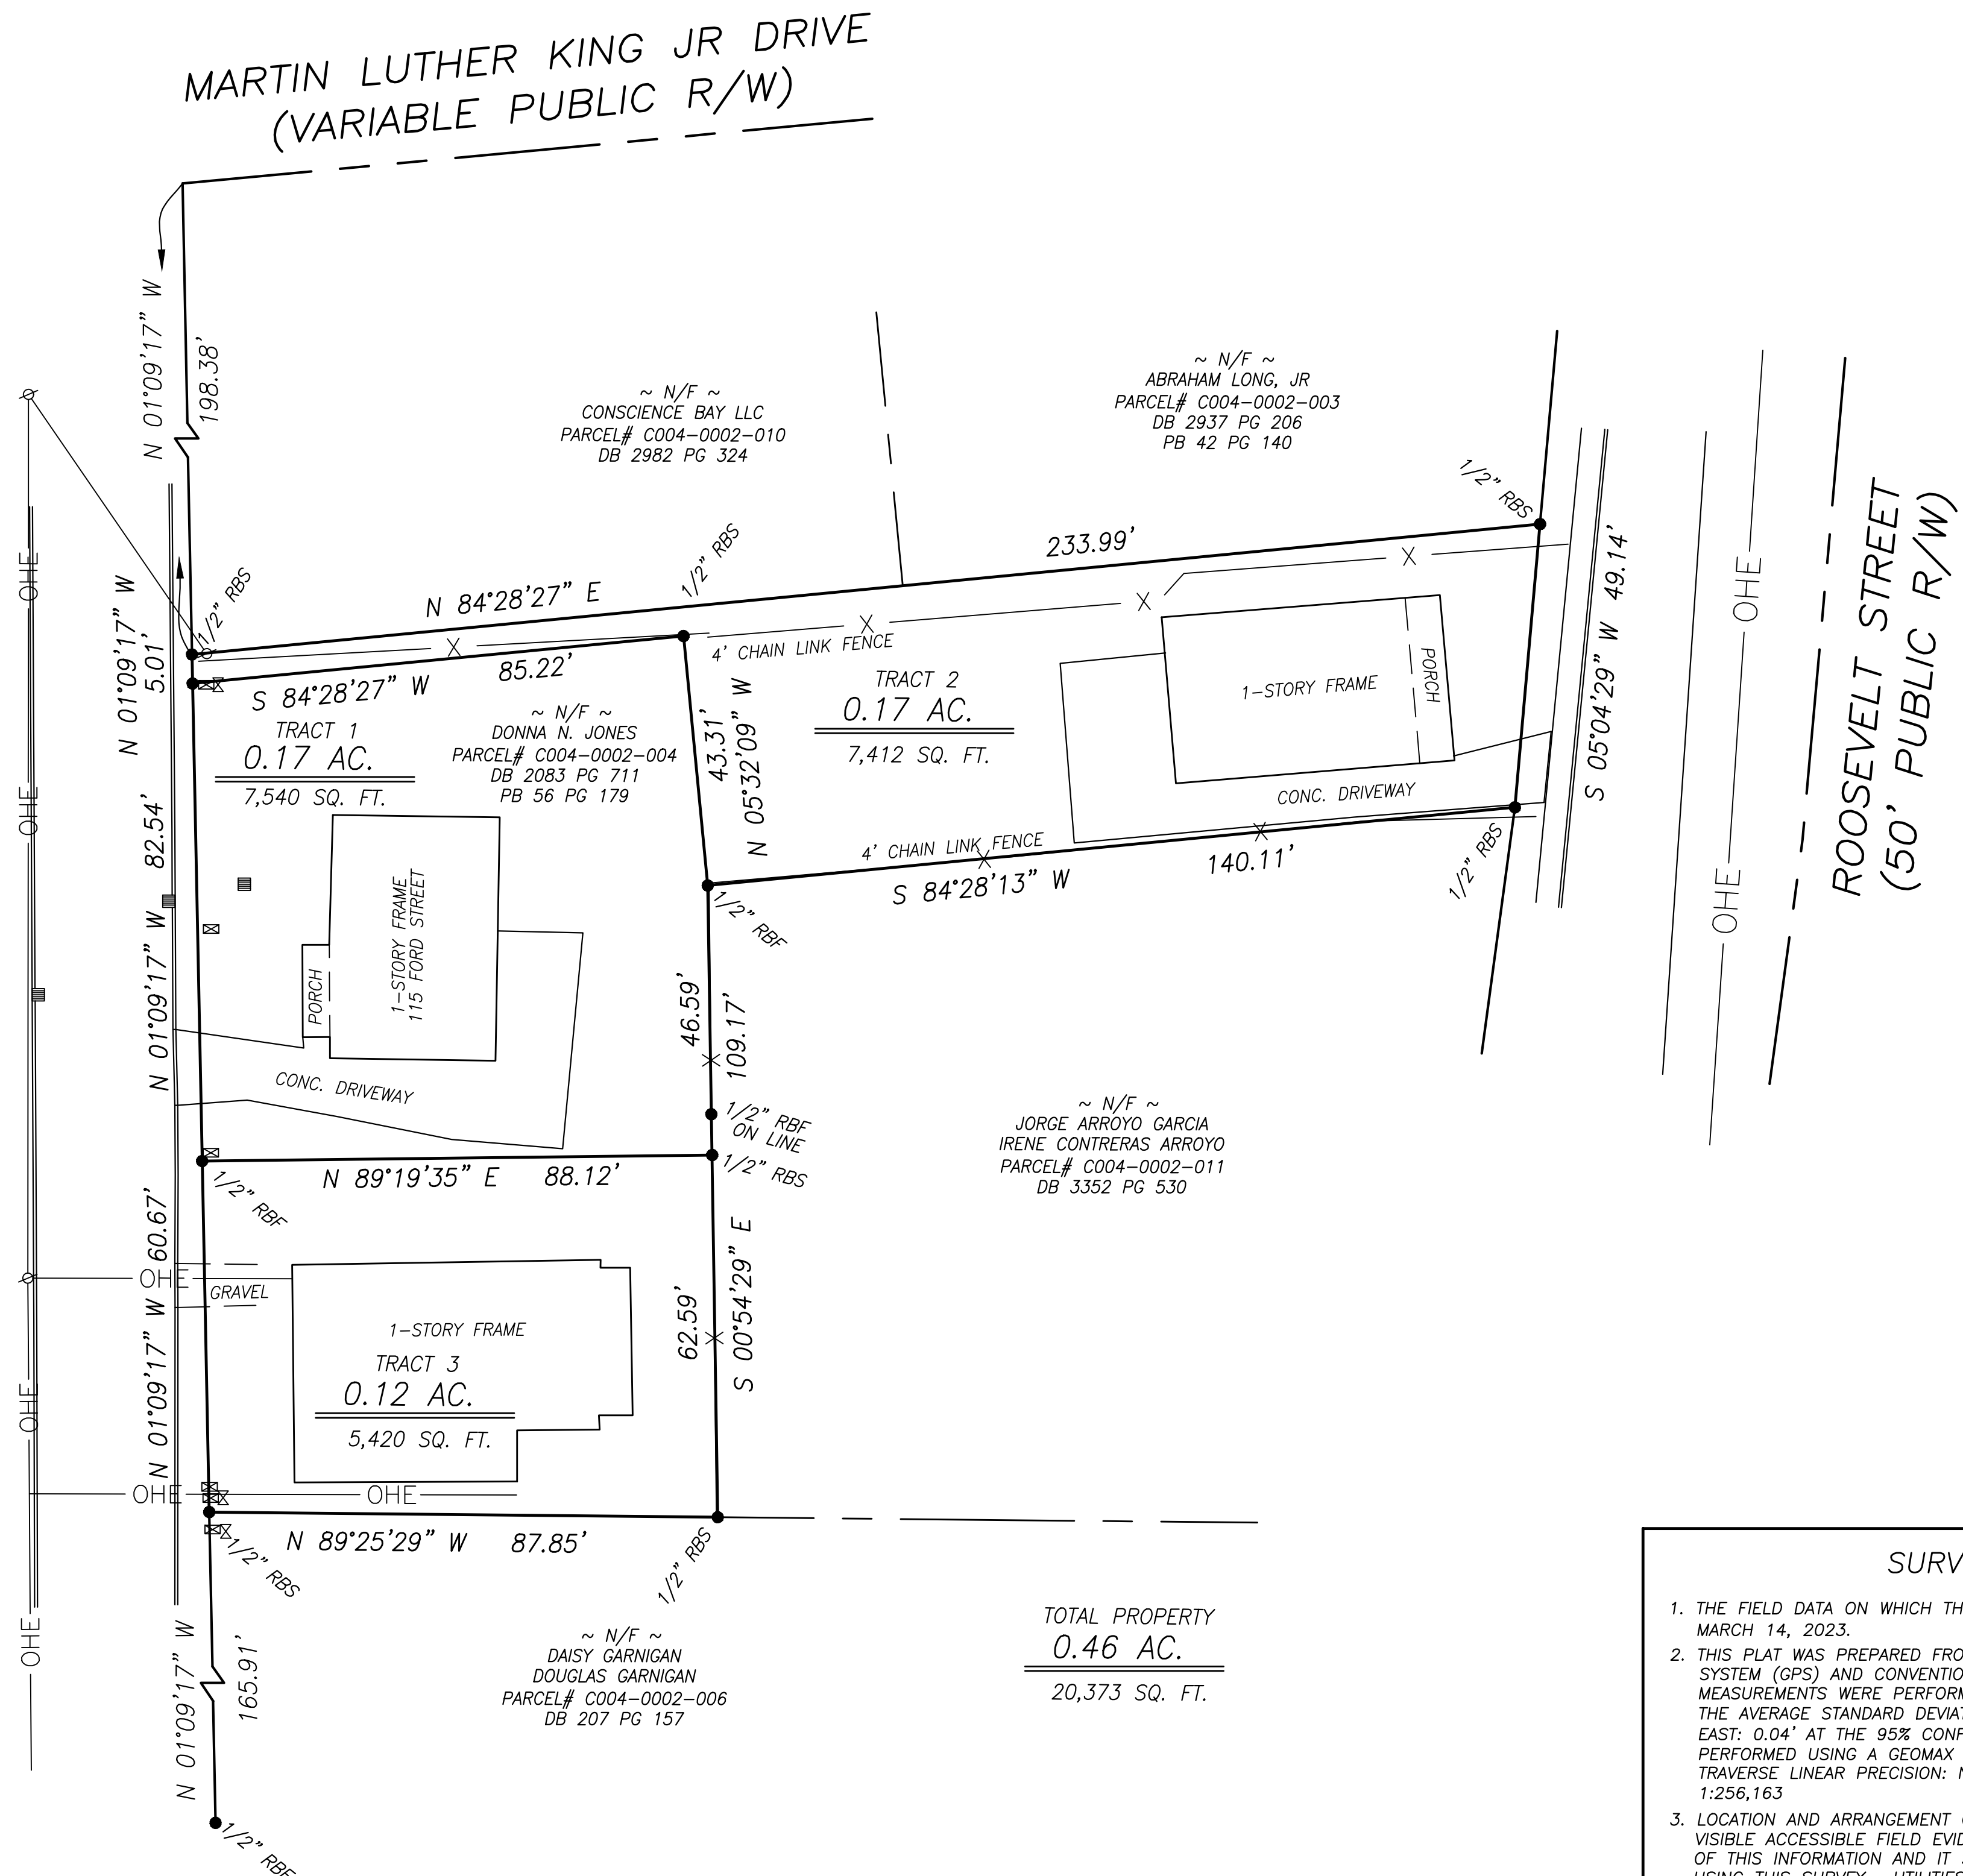 MARTIN LUTHER KING JR DRIVE
(VARIABLE PUBLIC R/W)
N 01°09'17" W
198.38'
~ N/F ~
CONSCIENCE BAY LLC
PARCEL# C004-0002-010
DB 2982 PG 324
~ N/F ~
ABRAHAM LONG, JR
PARCEL# C004-0002-003
DB 2937 PG 206
PB 42 PG 140
1/2" RBS
ROOSEVELT STREET
(50' PUBLIC R/W)
OHE
OHE
S 05°04'29" W 49.14'
OHE
OHE
OHE
OHE
N 01°09'17" W
5.01'
1/2" RBS
N 84°28'27" E
1/2" RBS
233.99'
S 84°28'27" W 85.22'
4' CHAIN LINK FENCE
TRACT 1
0.17 AC.
7,540 SQ. FT.
~ N/F ~
DONNA N. JONES
PARCEL# C004-0002-004
DB 2083 PG 711
PB 56 PG 179
43.31'
N 05°32'09" W
TRACT 2
0.17 AC.
7,412 SQ. FT.
1-STORY FRAME
PORCH
CONC. DRIVEWAY
4' CHAIN LINK FENCE
S 84°28'13" W 140.11'
1/2" RBS
1/2" RBF
N 01°09'17" W 82.54'
1-STORY FRAME
115 FORD STREET
PORCH
CONC. DRIVEWAY
46.59'
109.17'
1/2" RBF
ON LINE
1/2" RBS
~ N/F ~
JORGE ARROYO GARCIA
IRENE CONTRERAS ARROYO
PARCEL# C004-0002-011
DB 3352 PG 530
N 89°19'35" E 88.12'
1/2" RBF
N 01°09'17" W 60.67'
OHE
GRAVEL
1-STORY FRAME
TRACT 3
0.12 AC.
5,420 SQ. FT.
62.59'
S 00°54'29" E
OHE
OHE
N 89°25'29" W 87.85'
1/2" RBS
1/2" RBS
N 01°09'17" W
165.91'
1/2" RBF
~ N/F ~
DAISY GARNIGAN
DOUGLAS GARNIGAN
PARCEL# C004-0002-006
DB 207 PG 157
TOTAL PROPERTY
0.46 AC.
20,373 SQ. FT.
SURV
1. THE FIELD DATA ON WHICH TH
MARCH 14, 2023.
2. THIS PLAT WAS PREPARED FRO
SYSTEM (GPS) AND CONVENTIO
MEASUREMENTS WERE PERFORM
THE AVERAGE STANDARD DEVIAT
EAST: 0.04' AT THE 95% CONF
PERFORMED USING A GEOMAX
TRAVERSE LINEAR PRECISION:
1:256,163
3. LOCATION AND ARRANGEMENT
VISIBLE ACCESSIBLE FIELD EVID
OF THIS INFORMATION AND IT
USING THIS SURVEY. UTILITIES